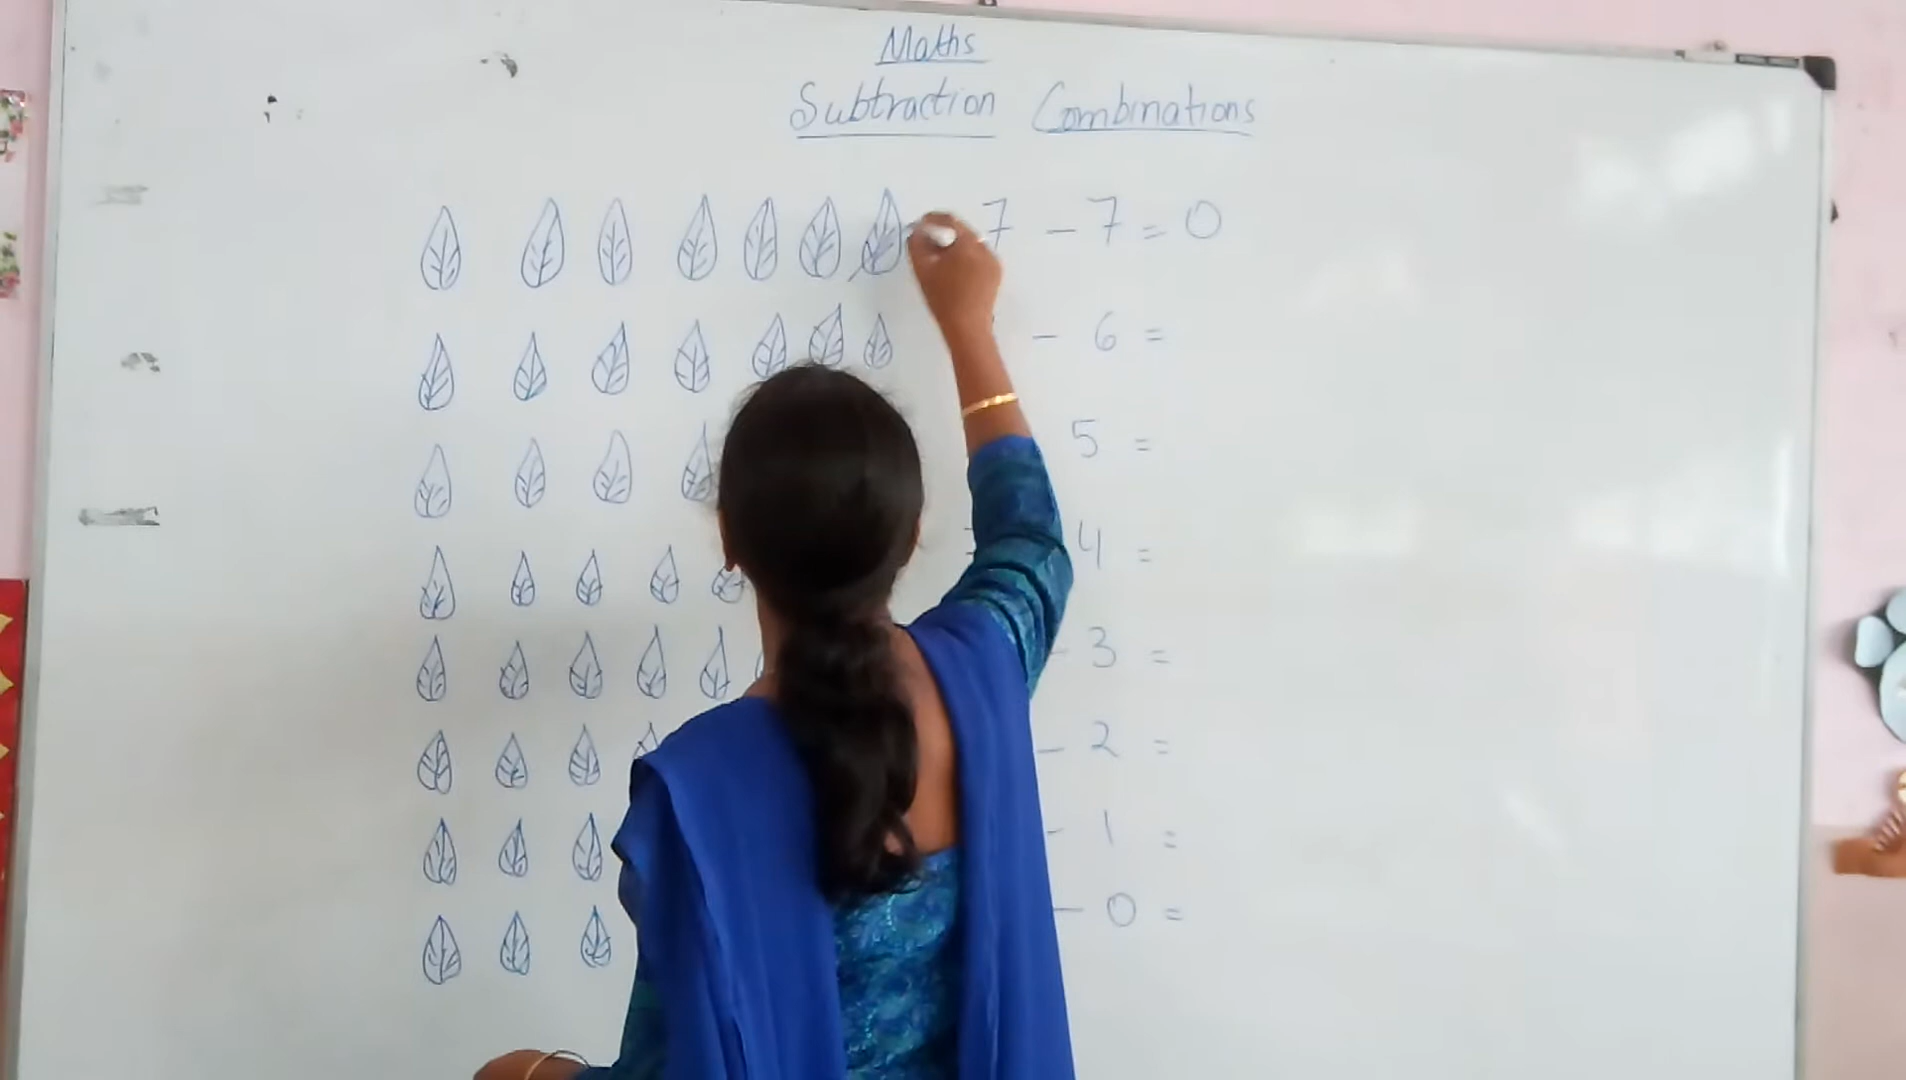 Maths
Subtraction Combinations
7 - 7 = 0
- 6 =
5 =
4 =
- 3 =
- 2 =
- 1 =
- 0 =